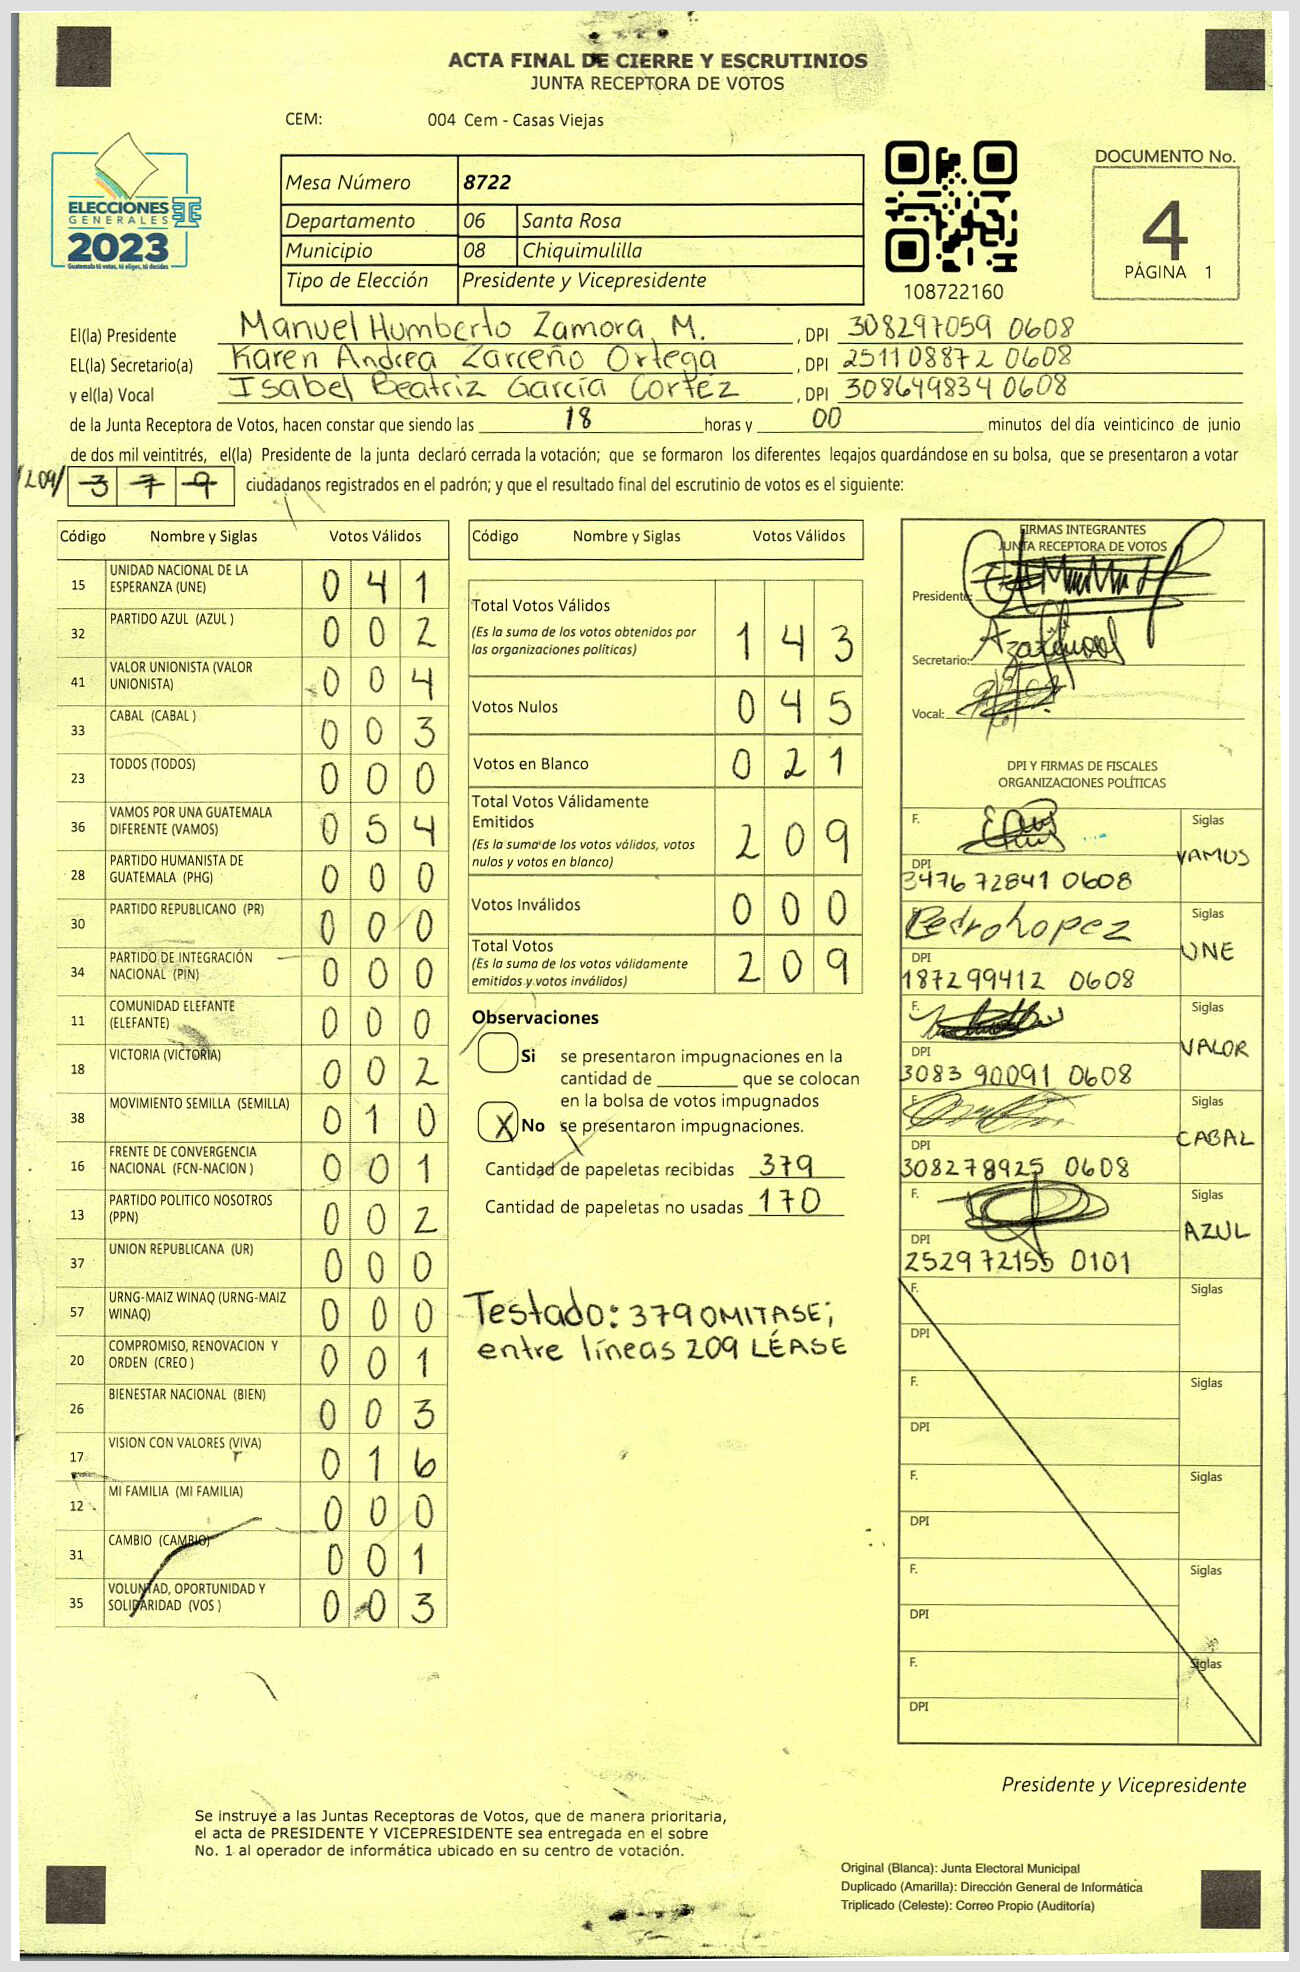 ACTA FINAL DE CIERRE Y ESCRUTINIOS
JUNTA RECEPTORA DE VOTOS
CEM: 004 Cem - Casas Viejas
ELECCIONES
GENERALES
2023
Guatemala tú votas, tú eliges, tú decides
Mesa Número 8722
Departamento 06 Santa Rosa
Municipio 08 Chiquimulilla
Tipo de Elección Presidente y Vicepresidente
108722160
DOCUMENTO No.
4
PÁGINA 1
El(la) Presidente Manuel Humberto Zamora M. , DPI 308297059 0608
EL(la) Secretario(a) Karen Andrea Zarceño Ortega , DPI 251108872 0608
y el(la) Vocal Isabel Beatriz García Cortéz , DPI 308649834 0608
de la Junta Receptora de Votos, hacen constar que siendo las 18 horas y 00 minutos del día veinticinco de junio
de dos mil veintitrés, el(la) Presidente de la junta declaró cerrada la votación; que se formaron los diferentes legajos quardándose en su bolsa, que se presentaron a votar
/209/ 3 7 9 ciudadanos registrados en el padrón; y que el resultado final del escrutinio de votos es el siguiente:
Código Nombre y Siglas Votos Válidos
15 UNIDAD NACIONAL DE LA ESPERANZA (UNE) 0 4 1
32 PARTIDO AZUL (AZUL ) 0 0 2
41 VALOR UNIONISTA (VALOR UNIONISTA) 0 0 4
33 CABAL (CABAL ) 0 0 3
23 TODOS (TODOS) 0 0 0
36 VAMOS POR UNA GUATEMALA DIFERENTE (VAMOS) 0 5 4
28 PARTIDO HUMANISTA DE GUATEMALA (PHG) 0 0 0
30 PARTIDO REPUBLICANO (PR) 0 0 0
34 PARTIDO DE INTEGRACIÓN NACIONAL (PIN) 0 0 0
11 COMUNIDAD ELEFANTE (ELEFANTE) 0 0 0
18 VICTORIA (VICTORIA) 0 0 2
38 MOVIMIENTO SEMILLA (SEMILLA) 0 1 0
16 FRENTE DE CONVERGENCIA NACIONAL (FCN-NACION ) 0 0 1
13 PARTIDO POLITICO NOSOTROS (PPN) 0 0 2
37 UNION REPUBLICANA (UR) 0 0 0
57 URNG-MAIZ WINAQ (URNG-MAIZ WINAQ) 0 0 0
20 COMPROMISO, RENOVACION Y ORDEN (CREO ) 0 0 1
26 BIENESTAR NACIONAL (BIEN) 0 0 3
17 VISION CON VALORES (VIVA) 0 1 6
12 MI FAMILIA (MI FAMILIA) 0 0 0
31 CAMBIO (CAMBIO) 0 0 1
35 VOLUNTAD, OPORTUNIDAD Y SOLIDARIDAD (VOS ) 0 0 3
Código Nombre y Siglas Votos Válidos
Total Votos Válidos 1 4 3
(Es la suma de los votos obtenidos por
las organizaciones políticas)
Votos Nulos 0 4 5
Votos en Blanco 0 2 1
Total Votos Válidamente
Emitidos 2 0 9
(Es la suma de los votos válidos, votos
nulos y votos en blanco)
Votos Inválidos 0 0 0
Total Votos 2 0 9
(Es la suma de los votos válidamente
emitidos y votos inválidos)
Observaciones
Si se presentaron impugnaciones en la
cantidad de ________ que se colocan
en la bolsa de votos impugnados
X No se presentaron impugnaciones.
Cantidad de papeletas recibidas 379
Cantidad de papeletas no usadas 170
Testado: 379 OMITASE;
entre líneas 209 LÉASE
FIRMAS INTEGRANTES
JUNTA RECEPTORA DE VOTOS
Presidente:
Secretario:
Vocal:
DPI Y FIRMAS DE FISCALES
ORGANIZACIONES POLÍTICAS
F. Siglas VAMOS
DPI 3476 72841 0608
F. Pedro Lopez Siglas UNE
DPI 187299412 0608
F. Siglas VALOR
DPI 3083 90091 0608
F. Siglas CABAL
DPI 308278925 0608
F. Siglas AZUL
DPI 2529 72155 0101
F. Siglas
DPI
F. Siglas
DPI
F. Siglas
DPI
F. Siglas
DPI
F. Siglas
DPI
Presidente y Vicepresidente
Se instruye a las Juntas Receptoras de Votos, que de manera prioritaria,
el acta de PRESIDENTE Y VICEPRESIDENTE sea entregada en el sobre
No. 1 al operador de informática ubicado en su centro de votación.
Original (Blanca): Junta Electoral Municipal
Duplicado (Amarilla): Dirección General de Informática
Triplicado (Celeste): Correo Propio (Auditoría)